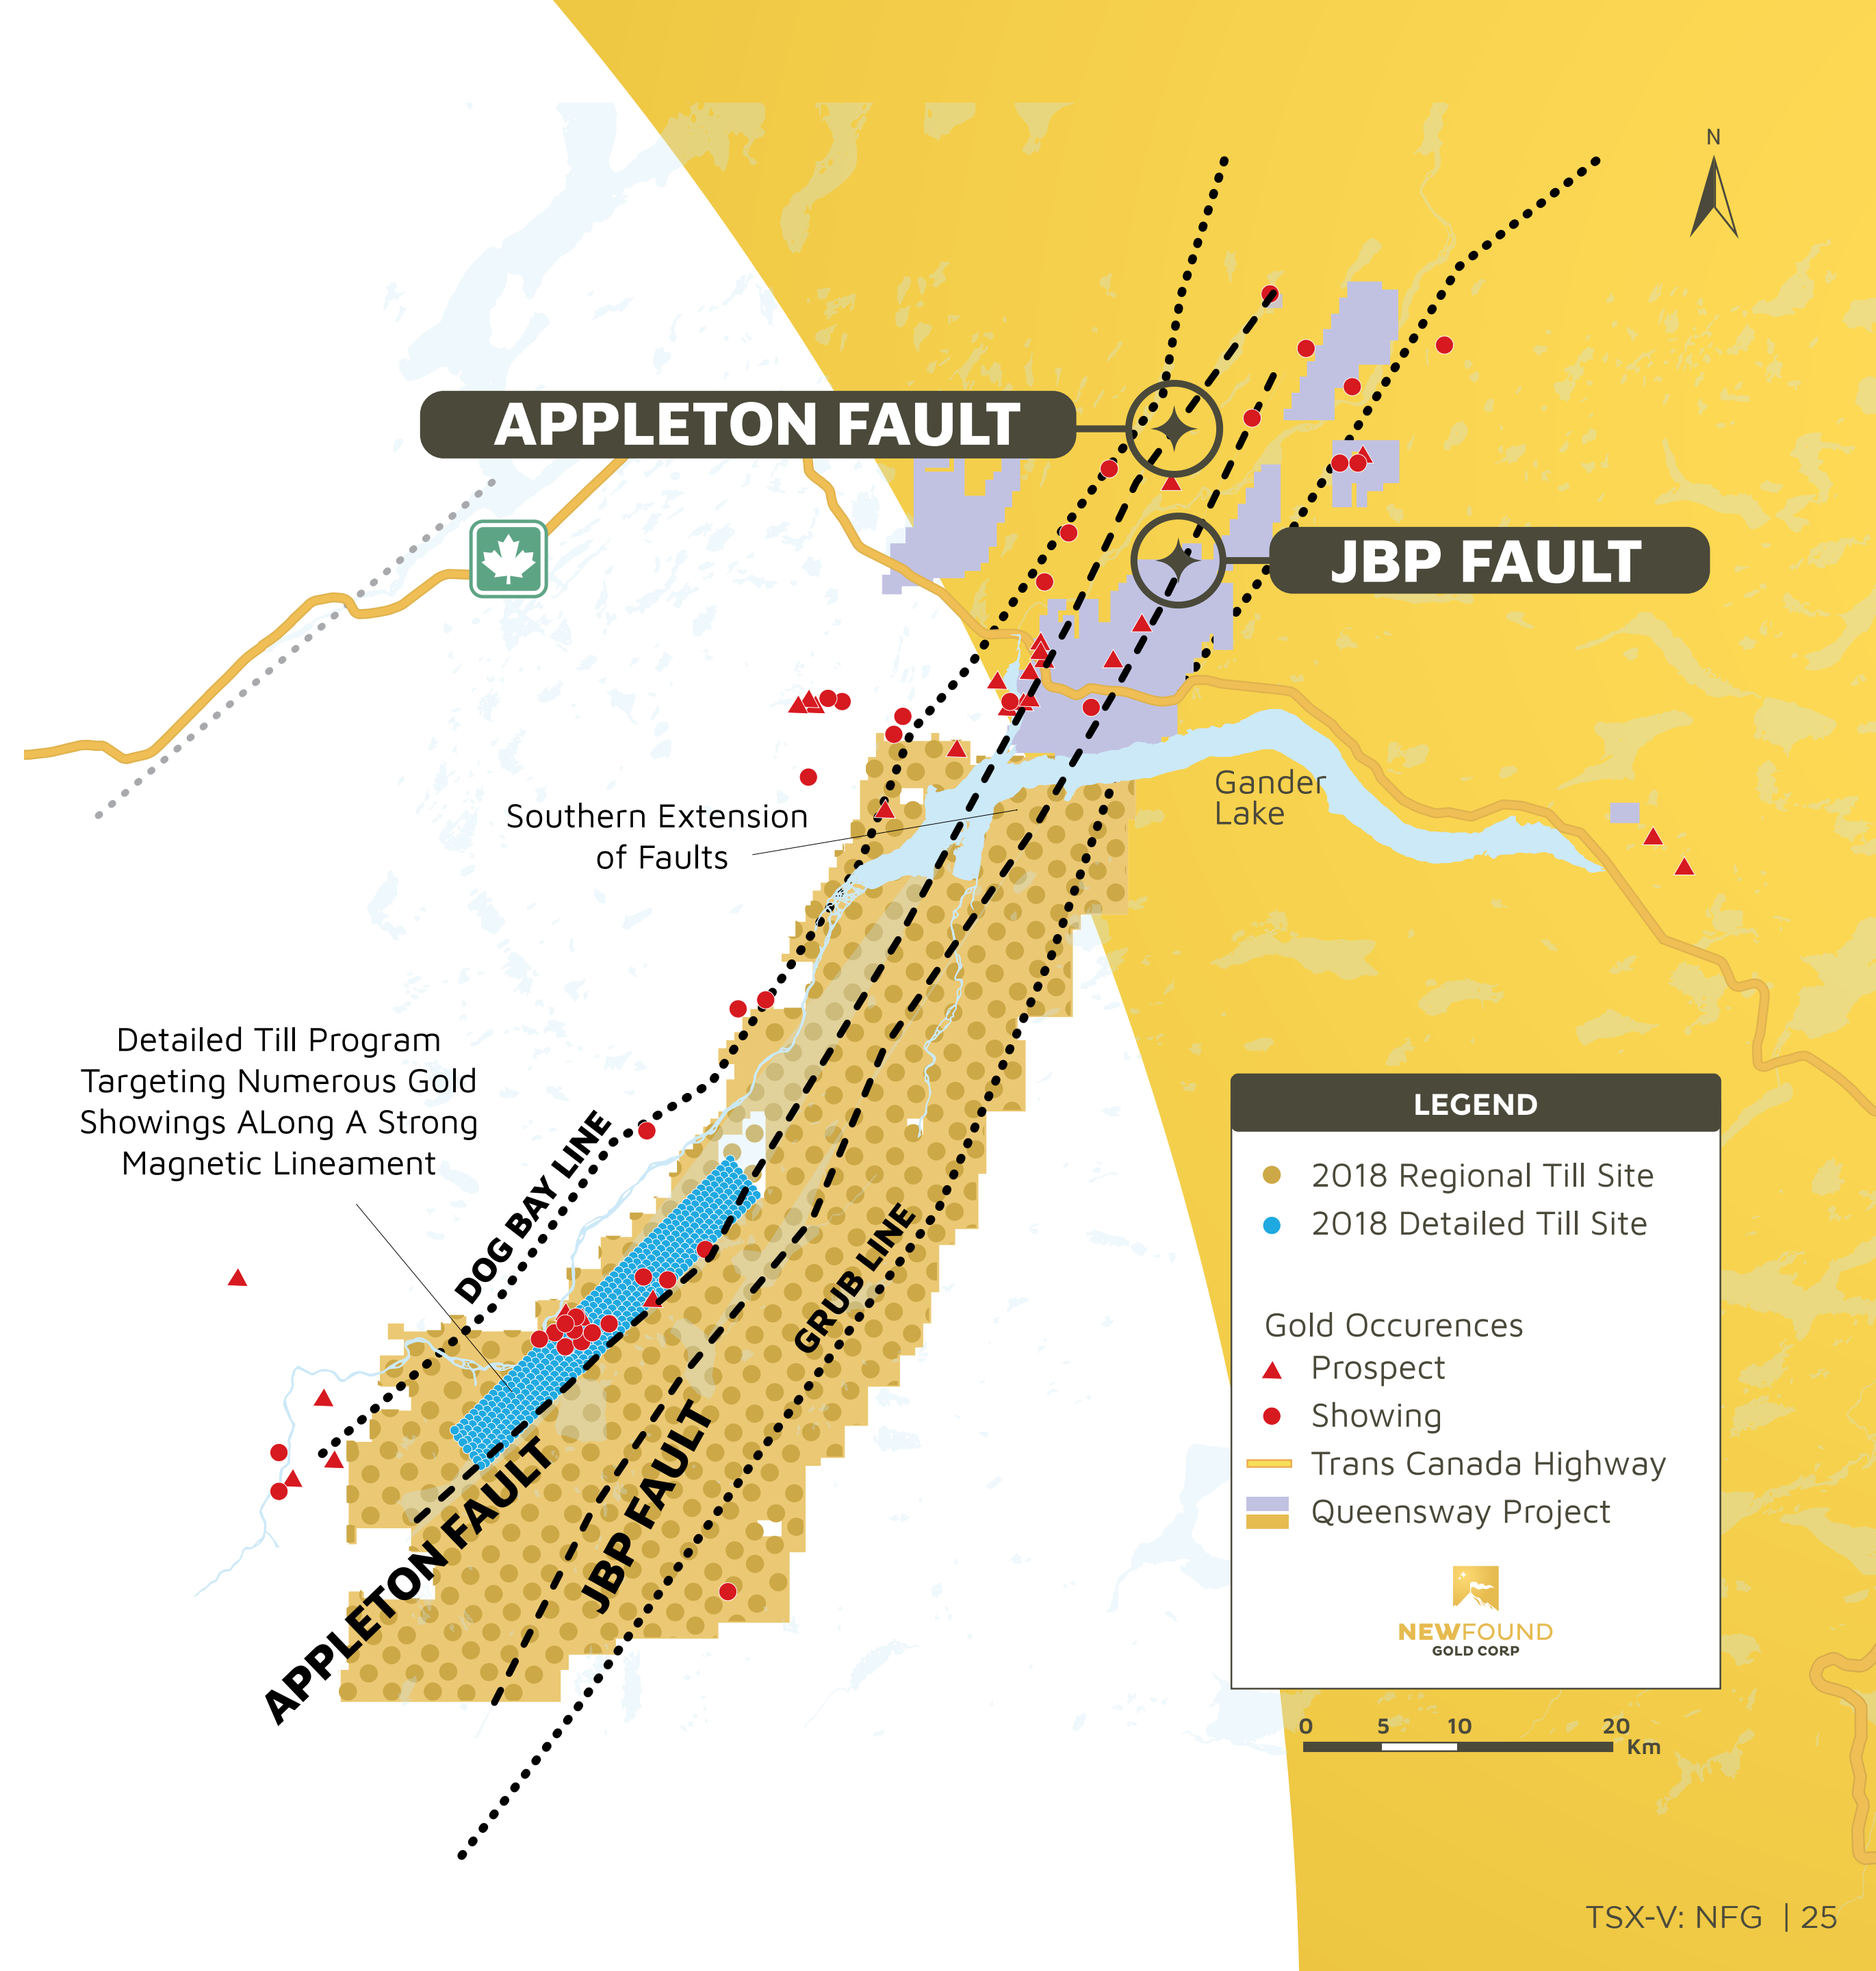 N
APPLETON FAULT
JBP FAULT
Gander
Lake
Southern Extension
of Faults
Detailed Till Program
Targeting Numerous Gold
Showings ALong A Strong
Magnetic Lineament
DOG BAY LINE
GRUB LINE
JBP FAULT
APPLETON FAULT
LEGEND
2018 Regional Till Site
2018 Detailed Till Site
Gold Occurences
Prospect
Showing
Trans Canada Highway
Queensway Project
NEWFOUND
GOLD CORP
0 5 10 20
Km
TSX-V: NFG | 25